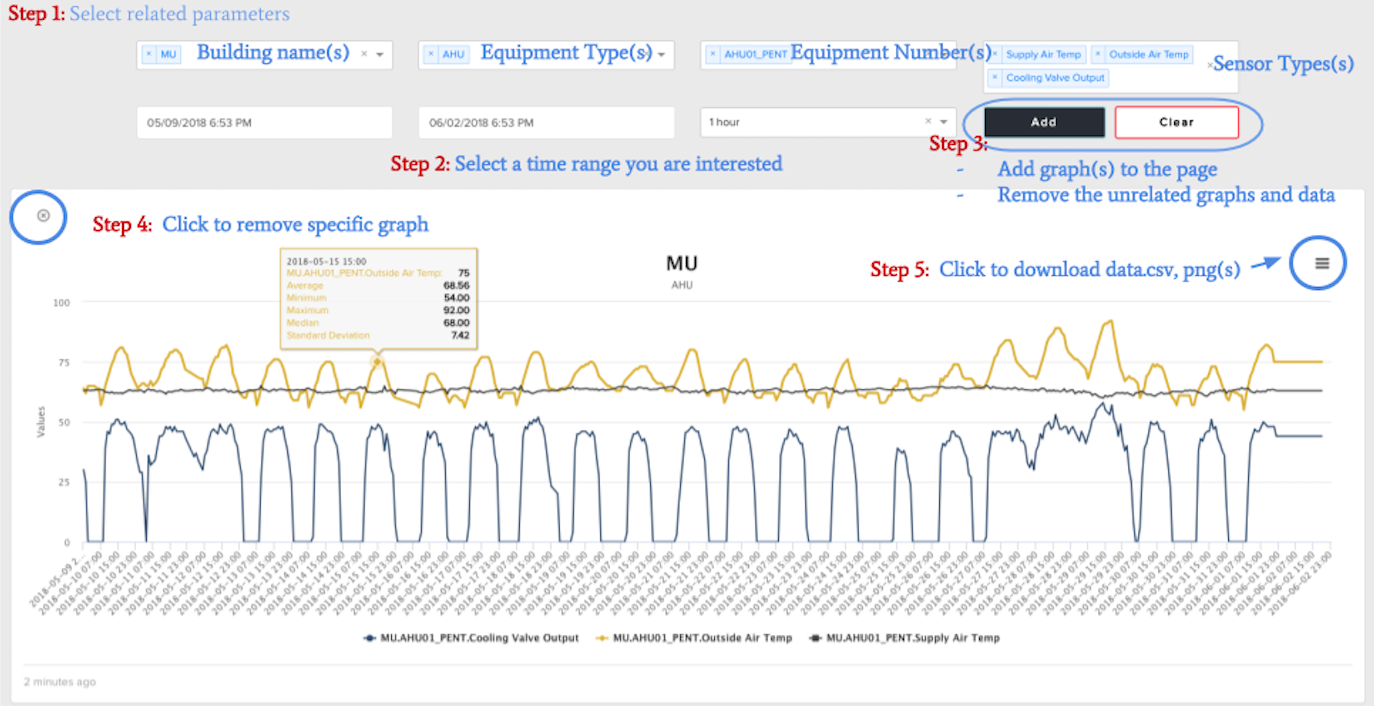 Step 1: Select related parameters
× MU Building name(s) ×
× AHU Equipment Type(s)
× AHU01_PENT Equipment Number(s)
× Supply Air Temp × Outside Air Temp
× Cooling Valve Output
× Sensor Types(s)
05/09/2018 6:53 PM
06/02/2018 6:53 PM
1 hour ×
Add
Clear
Step 2: Select a time range you are interested
Step 3:
- Add graph(s) to the page
- Remove the unrelated graphs and data
Step 4: Click to remove specific graph
Step 5: Click to download data.csv, png(s)
MU
AHU
2018-05-15 15:00
MU.AHU01_PENT.Outside Air Temp: 75
Average 68.56
Minimum 54.00
Maximum 92.00
Median 68.00
Standard Deviation 7.42
Values
100
75
50
25
0
2018-05-09 2...
2018-05-10 07:00
2018-05-10 15:00
2018-05-10 23:00
2018-05-11 07:00
2018-05-11 15:00
2018-05-11 23:00
2018-05-12 07:00
2018-05-12 15:00
2018-05-12 23:00
2018-05-13 07:00
2018-05-13 15:00
2018-05-13 23:00
2018-05-14 07:00
2018-05-14 15:00
2018-05-14 23:00
2018-05-15 07:00
2018-05-15 15:00
2018-05-15 23:00
2018-05-16 07:00
2018-05-16 15:00
2018-05-16 23:00
2018-05-17 07:00
2018-05-17 15:00
2018-05-17 23:00
2018-05-18 07:00
2018-05-18 15:00
2018-05-18 23:00
2018-05-19 07:00
2018-05-19 15:00
2018-05-19 23:00
2018-05-20 07:00
2018-05-20 15:00
2018-05-20 23:00
2018-05-21 07:00
2018-05-21 15:00
2018-05-21 23:00
2018-05-22 07:00
2018-05-22 15:00
2018-05-22 23:00
2018-05-23 07:00
2018-05-23 15:00
2018-05-23 23:00
2018-05-24 07:00
2018-05-24 15:00
2018-05-24 23:00
2018-05-25 07:00
2018-05-25 15:00
2018-05-25 23:00
2018-05-26 07:00
2018-05-26 15:00
2018-05-26 23:00
2018-05-27 07:00
2018-05-27 15:00
2018-05-27 23:00
2018-05-28 07:00
2018-05-28 15:00
2018-05-28 23:00
2018-05-29 07:00
2018-05-29 15:00
2018-05-29 23:00
2018-05-30 07:00
2018-05-30 15:00
2018-05-30 23:00
2018-05-31 07:00
2018-05-31 15:00
2018-05-31 23:00
2018-06-01 07:00
2018-06-01 15:00
2018-06-01 23:00
2018-06-02 07:00
2018-06-02 15:00
2018-06-02 23:00
MU.AHU01_PENT.Cooling Valve Output MU.AHU01_PENT.Outside Air Temp MU.AHU01_PENT.Supply Air Temp
2 minutes ago